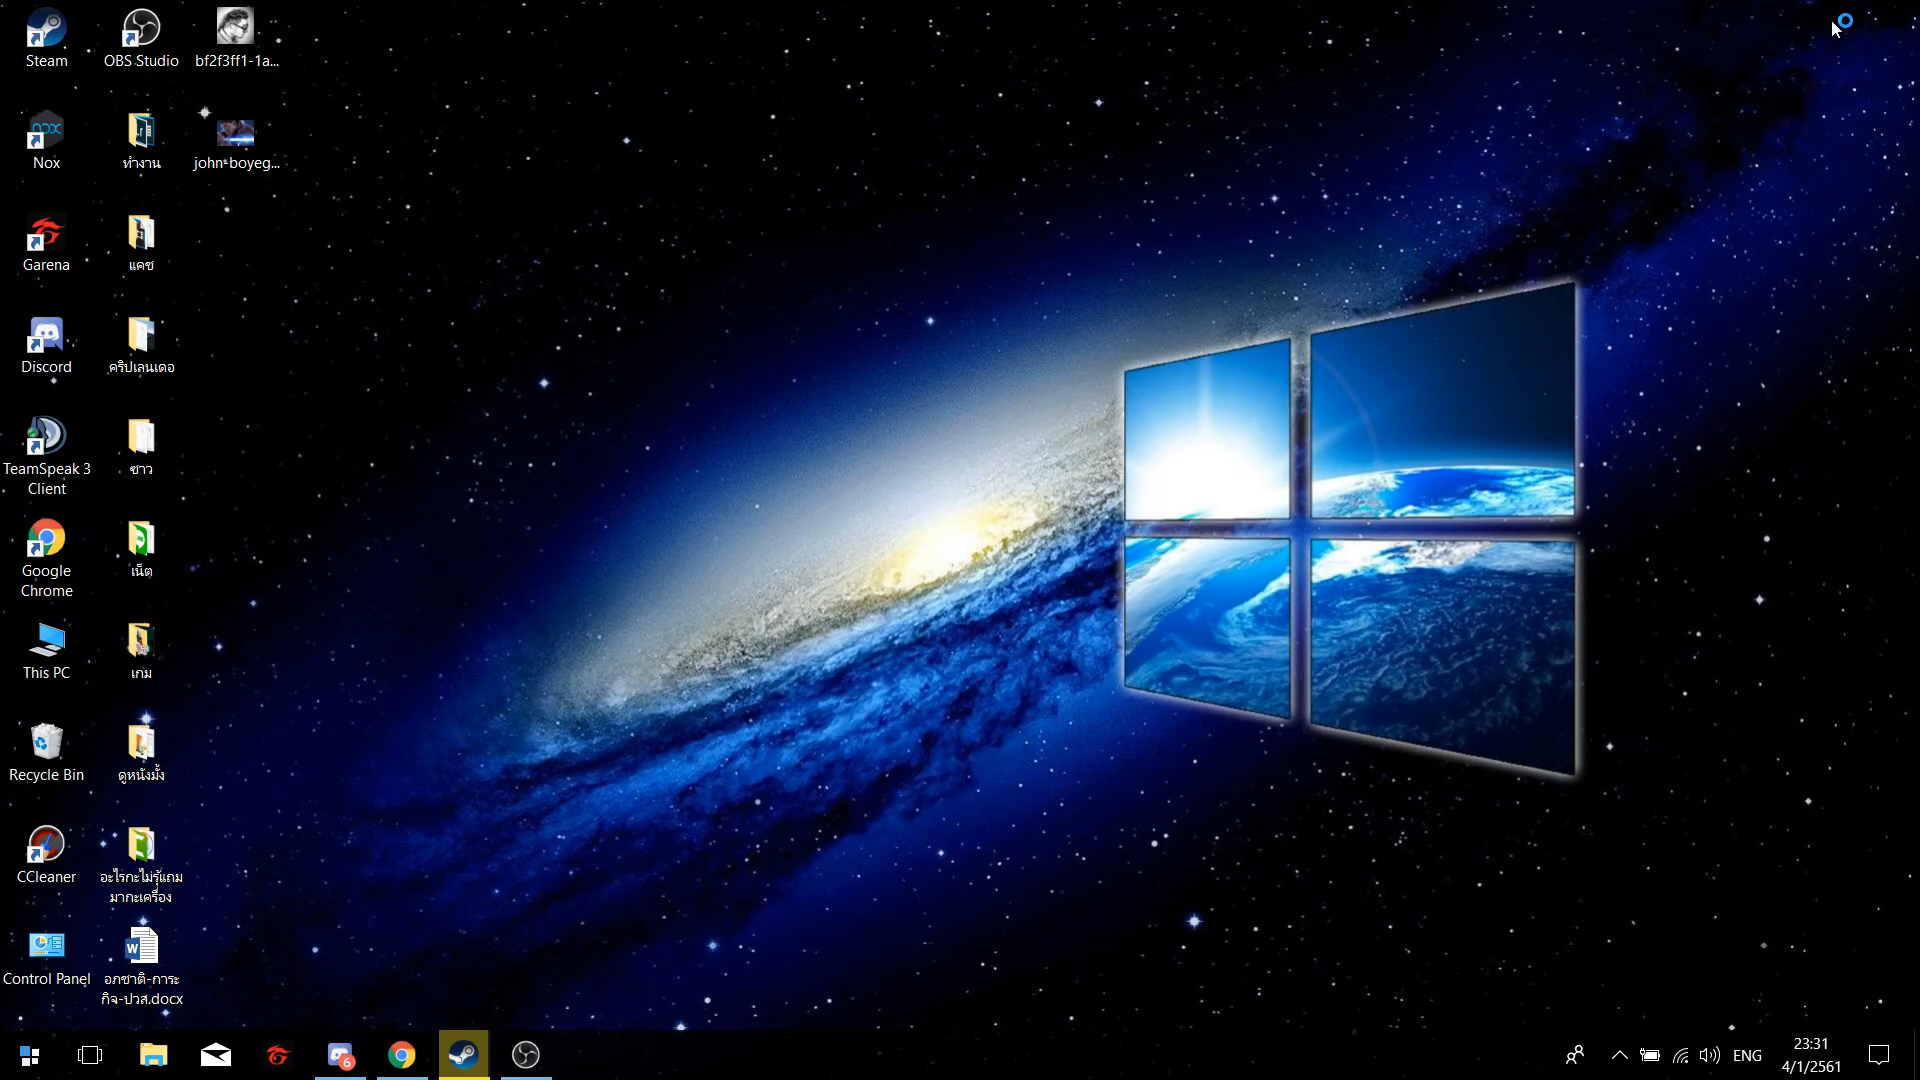 Steam
OBS Studio
bf2f3ff1-1a...
Nox
ทำงาน
john-boyeg...
Garena
แคช
Discord
คริปเลนเดอ
TeamSpeak 3
Client
ซาว
Google
Chrome
เน็ต
This PC
เกม
Recycle Bin
ดูหนังมั้ง
CCleaner
อะไรกะไม่รุ้แถม
มากะเครื่อง
Control Panel
อภชาติ-การะ
กิจ-ปวส.docx
6
ENG
23:31
4/1/2561